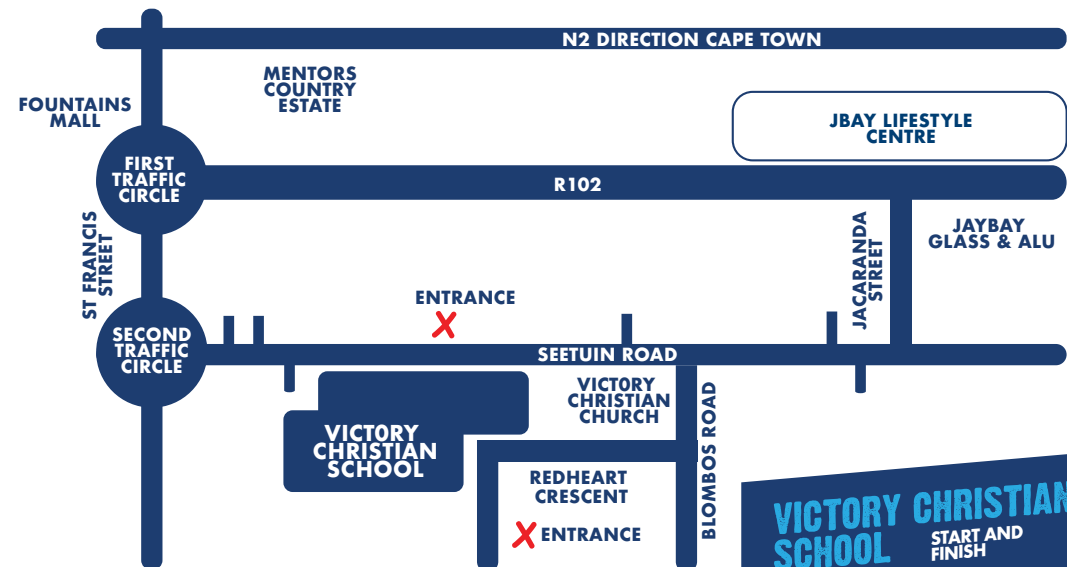 N2 DIRECTION CAPE TOWN
MENTORS
COUNTRY
ESTATE
FOUNTAINS
MALL
JBAY LIFESTYLE
CENTRE
FIRST
TRAFFIC
CIRCLE
R102
ST FRANCIS
STREET
JACARANDA
STREET
JAYBAY
GLASS & ALU
ENTRANCE
X
SECOND
TRAFFIC
CIRCLE
SEETUIN ROAD
VICTORY
CHRISTIAN
CHURCH
BLOMBOS ROAD
VICTORY
CHRISTIAN
SCHOOL
REDHEART
CRESCENT
X ENTRANCE
VICTORY CHRISTIAN
SCHOOL
START AND
FINISH